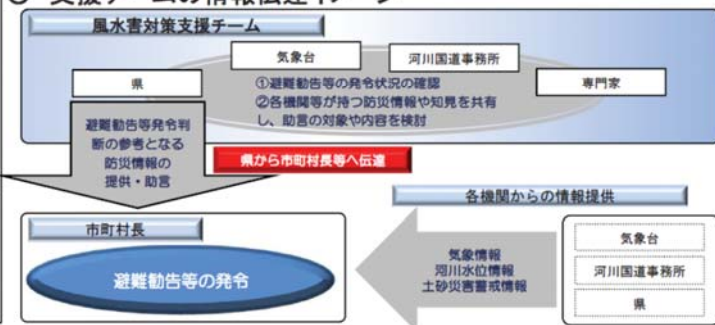 風水害対策支援チーム
気象台
河川国道事務所
県
専門家
①避難勧告等の発令状況の確認
②各機関等が持つ防災情報や知見を共有
し、助言の対象や内容を検討
避難勧告等発令判
断の参考となる
防災情報の
提供・助言
県から市町村長等へ伝達
各機関からの情報提供
市町村長
避難勧告等の発令
気象情報
河川水位情報
土砂災害警戒情報
気象台
河川国道事務所
県